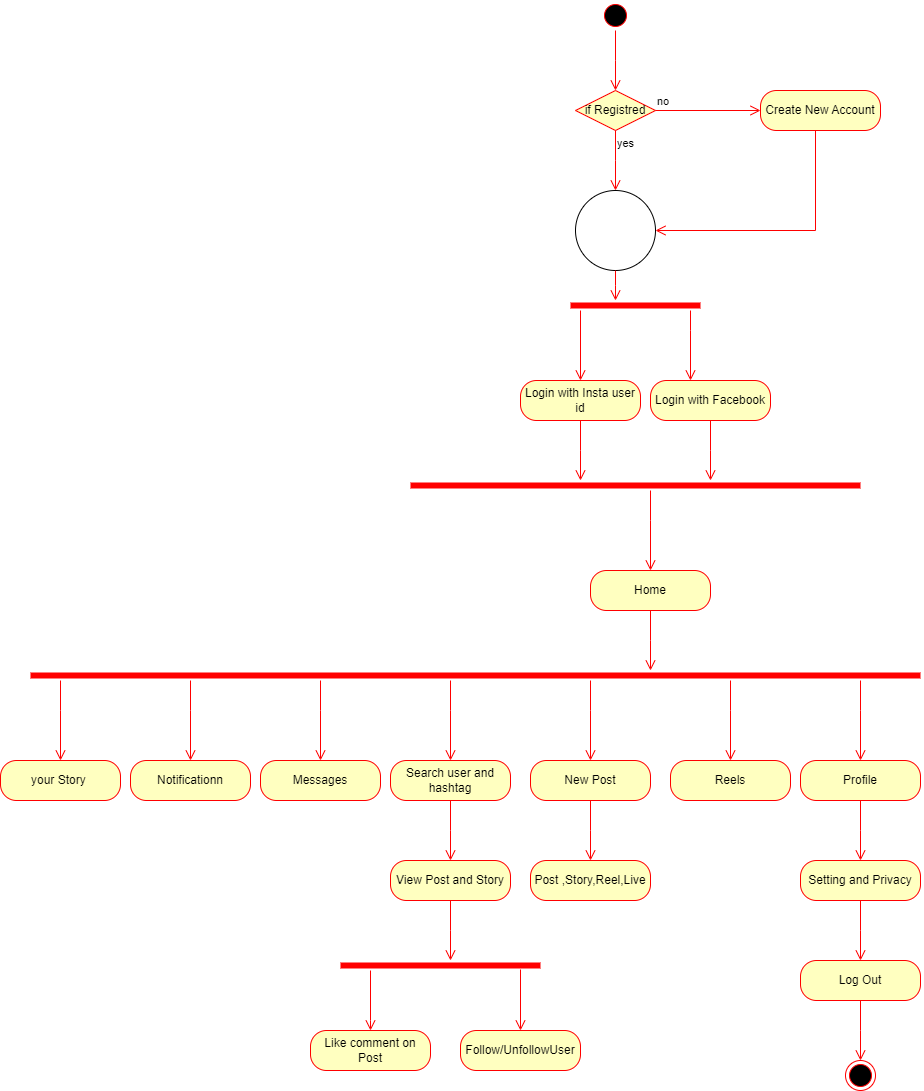 if Registred
no
Create New Account
yes
Login with Insta user
id
Login with Facebook
Home
your Story
Notificationn
Messages
Search user and
hashtag
New Post
Reels
Profile
View Post and Story
Post ,Story,Reel,Live
Setting and Privacy
Log Out
Like comment on
Post
Follow/UnfollowUser